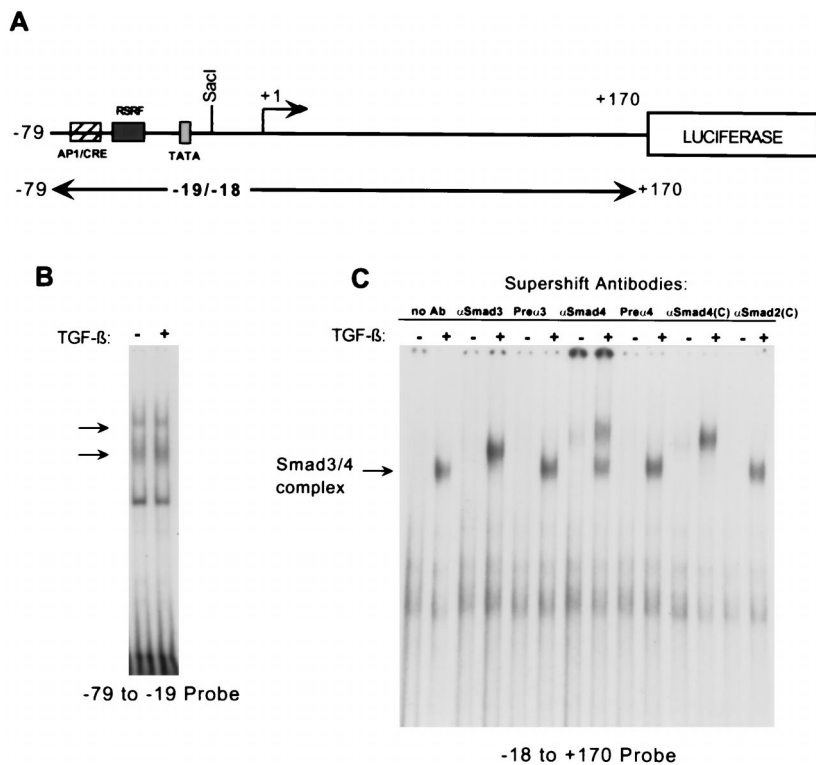 A
SacI
RSRF
+1
+170
-79
LUCIFERASE
AP1/CRE
TATA
-79
-19/-18
+170
B
TGF-ß:
- +
-79 to -19 Probe
C
Supershift Antibodies:
no Ab αSmad3 Preα3 αSmad4 Preα4 αSmad4(C) αSmad2(C)
TGF-ß: - + - + - + - + - + - + - +
Smad3/4
complex
-18 to +170 Probe